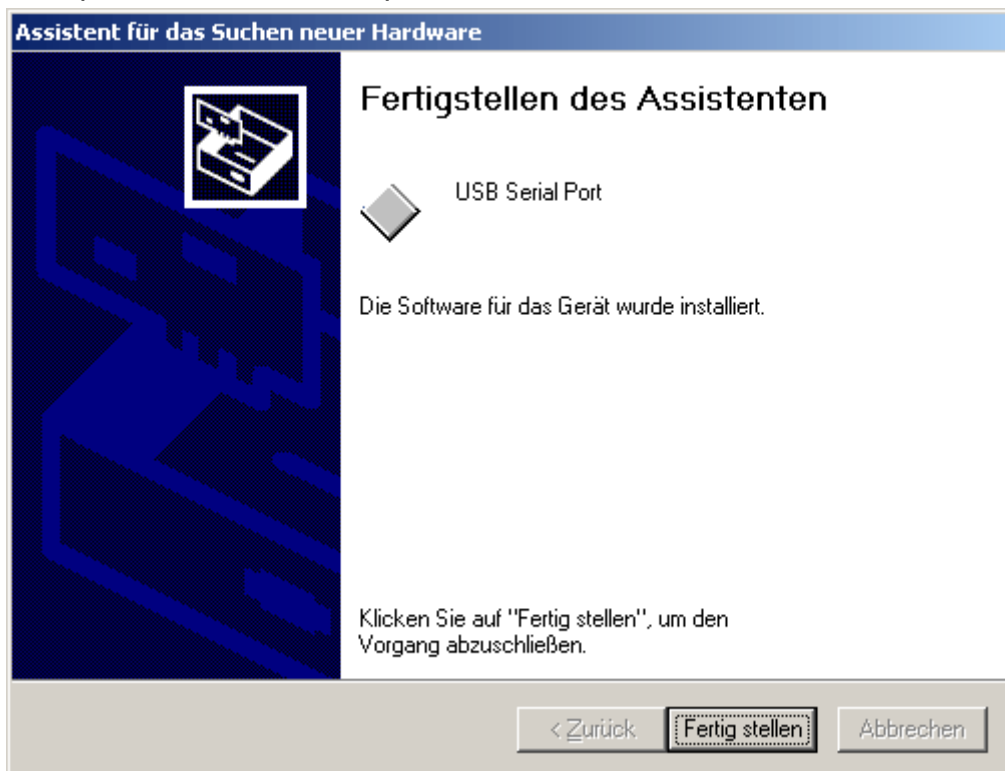 Assistent für das Suchen neuer Hardware
Fertigstellen des Assistenten
USB Serial Port
Die Software für das Gerät wurde installiert.
Klicken Sie auf "Fertig stellen", um den
Vorgang abzuschließen.
< Zurück
Fertig stellen
Abbrechen